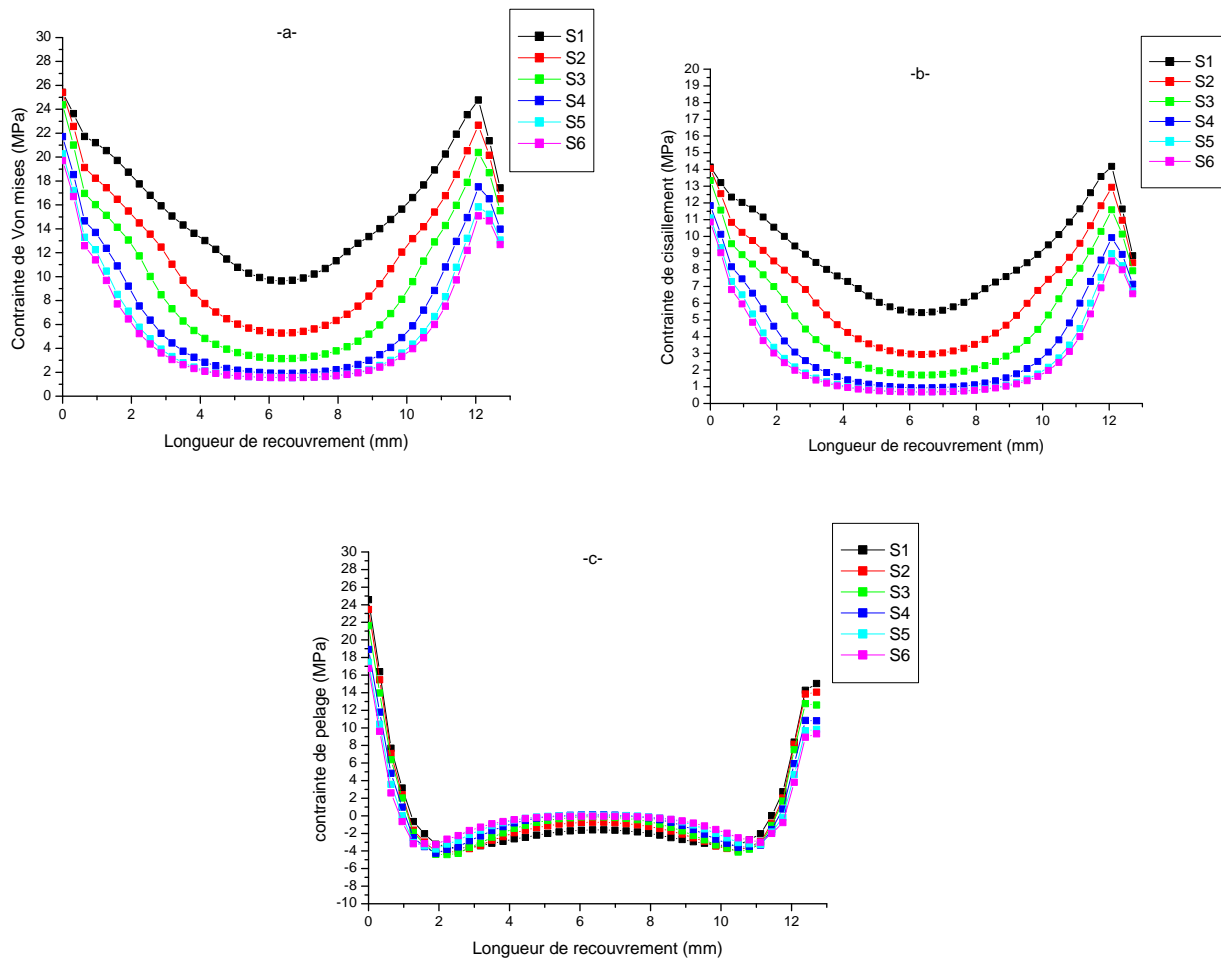 -a-
S1
S2
S3
S4
S5
S6
30
28
26
24
22
20
18
16
14
12
10
8
6
4
2
0
Contrainte de Von mises (MPa)
0 2 4 6 8 10 12
Longueur de recouvrement (mm)
-b-
S1
S2
S3
S4
S5
S6
20
19
18
17
16
15
14
13
12
11
10
9
8
7
6
5
4
3
2
1
0
Contrainte de cisaillement (MPa)
0 2 4 6 8 10 12
Longueur de recouvrement (mm)
-c-
S1
S2
S3
S4
S5
S6
30
28
26
24
22
20
18
16
14
12
10
8
6
4
2
0
-2
-4
-6
-8
-10
contrainte de pelage (MPa)
0 2 4 6 8 10 12
Longueur de recouvrement (mm)